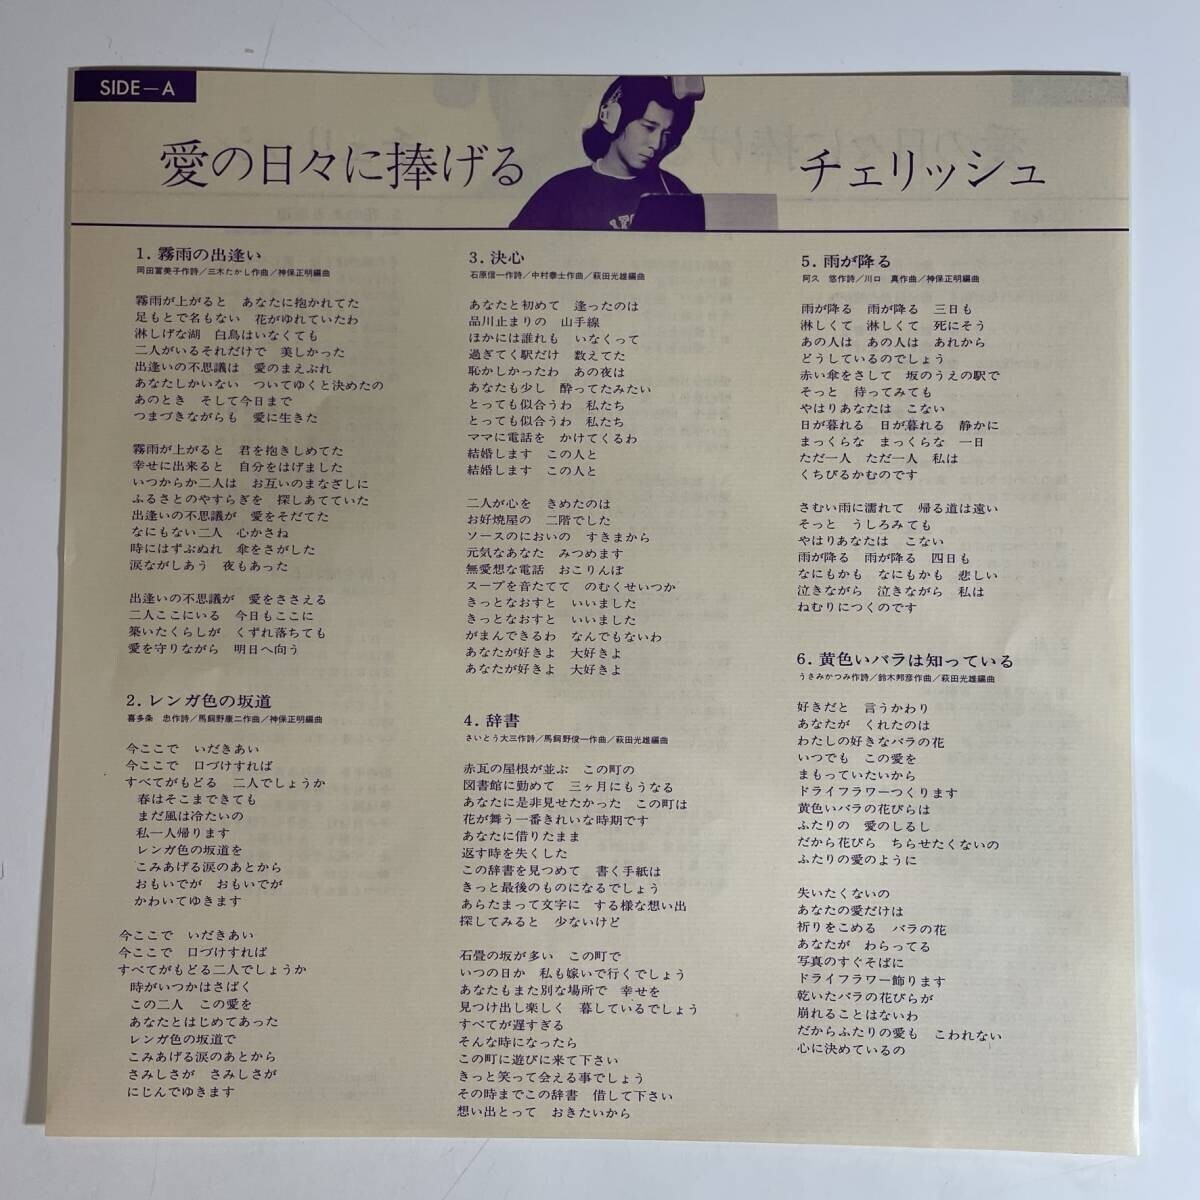 SIDE—A
愛の日々に捧げる
チェリッシュ
1. 霧雨の出逢い
岡田冨美子作詩/三木たかし作曲/神保正明編曲
霧雨が上がると　あなたに抱かれてた
足もとで名もない　花がゆれていたわ
淋しげな湖　白鳥はいなくても
二人がいるそれだけで　美しかった
出逢いの不思議は　愛のまえぶれ
あなたしかいない　ついてゆくと決めたの
あのとき　そして今日まで
つまづきながらも　愛に生きた
霧雨が上がると　君を抱きしめてた
幸せに出来ると　自分をはげました
いつからか二人は　お互いのまなざしに
ふるさとのやすらぎを　探しあてていた
出逢いの不思議が　愛をそだてた
なにもない二人　心かさね
時にはずぶぬれ　傘をさがした
涙ながしあう　夜もあった
出逢いの不思議が　愛をささえる
二人ここにいる　今日もここに
築いたくらしが　くずれ落ちても
愛を守りながら　明日へ向う
2. レンガ色の坂道
喜多条　忠作詩/馬飼野康二作曲/神保正明編曲
今ここで　いだきあい
今ここで　口づけすれば
すべてがもどる　二人でしょうか
春はそこまできても
まだ風は冷たいの
私一人帰ります
レンガ色の坂道を
こみあげる涙のあとから
おもいでが　おもいでが
かわいてゆきます
今ここで　いだきあい
今ここで　口づけすれば
すべてがもどる二人でしょうか
時がいつかはさばく
この二人　この愛を
あなたとはじめてあった
レンガ色の坂道で
こみあげる涙のあとから
さみしさが　さみしさが
にじんでゆきます
3. 決心
石原信一作詩/中村泰士作曲/萩田光雄編曲
あなたと初めて　逢ったのは
品川止まりの　山手線
ほかには誰れも　いなくって
過ぎてく駅だけ　数えてた
恥かしかったわ　あの夜は
あなたも少し　酔ってたみたい
とっても似合うわ　私たち
とっても似合うわ　私たち
ママに電話を　かけてくるわ
結婚します　この人と
結婚します　この人と
二人が心を　きめたのは
お好焼屋の　二階でした
ソースのにおいの　すきまから
元気なあなた　みつめます
無愛想な電話　おこりんぼ
スープを音たてて　のむくせいつか
きっとなおすと　いいました
きっとなおすと　いいました
がまんできるわ　なんでもないわ
あなたが好きよ　大好きよ
あなたが好きよ　大好きよ
4. 辞書
さいとう大三作詩/馬飼野俊一作曲/萩田光雄編曲
赤瓦の屋根が並ぶ　この町の
図書館に勤めて　三ヶ月にもうなる
あなたに是非見せたかった　この町は
花が舞う一番きれいな時期です
あなたに借りたまま
返す時を失くした
この辞書を見つめて　書く手紙は
きっと最後のものになるでしょう
あらたまって文字に　する様な想い出
探してみると　少ないけど
石畳の坂が多い　この町で
いつの日か　私も嫁いで行くでしょう
あなたもまた別な場所で　幸せを
見つけ出し楽しく　暮しているでしょう
すべてが遅すぎる
そんな時になったら
この町に遊びに来て下さい
きっと笑って会える事でしょう
その時までこの辞書　借して下さい
想い出とって　おきたいから
5. 雨が降る
阿久　悠作詩/川口　真作曲/神保正明編曲
雨が降る　雨が降る　三日も
淋しくて　淋しくて　死にそう
あの人は　あの人は　あれから
どうしているのでしょう
赤い傘をさして　坂のうえの駅で
そっと　待ってみても
やはりあなたは　こない
日が暮れる　日が暮れる　静かに
まっくらな　まっくらな　一日
ただ一人　ただ一人　私は
くちびるかむのです
さむい雨に濡れて　帰る道は遠い
そっと　うしろみても
やはりあなたは　こない
雨が降る　雨が降る　四日も
なにもかも　なにもかも　悲しい
泣きながら　泣きながら　私は
ねむりにつくのです
6. 黄色いバラは知っている
うさみかつみ作詩/鈴木邦彦作曲/萩田光雄編曲
好きだと　言うかわり
あなたが　くれたのは
わたしの好きなバラの花
いつでも　この愛を
まもっていたいから
ドライフラワーつくります
黄色いバラの花びらは
ふたりの　愛のしるし
だから花びら　ちらせたくないの
ふたりの愛のように
失いたくないの
あなたの愛だけは
祈りをこめる　バラの花
あなたが　わらってる
写真のすぐそばに
ドライフラワー飾ります
乾いたバラの花びらが
崩れることはないわ
だからふたりの愛も　こわれない
心に決めているの